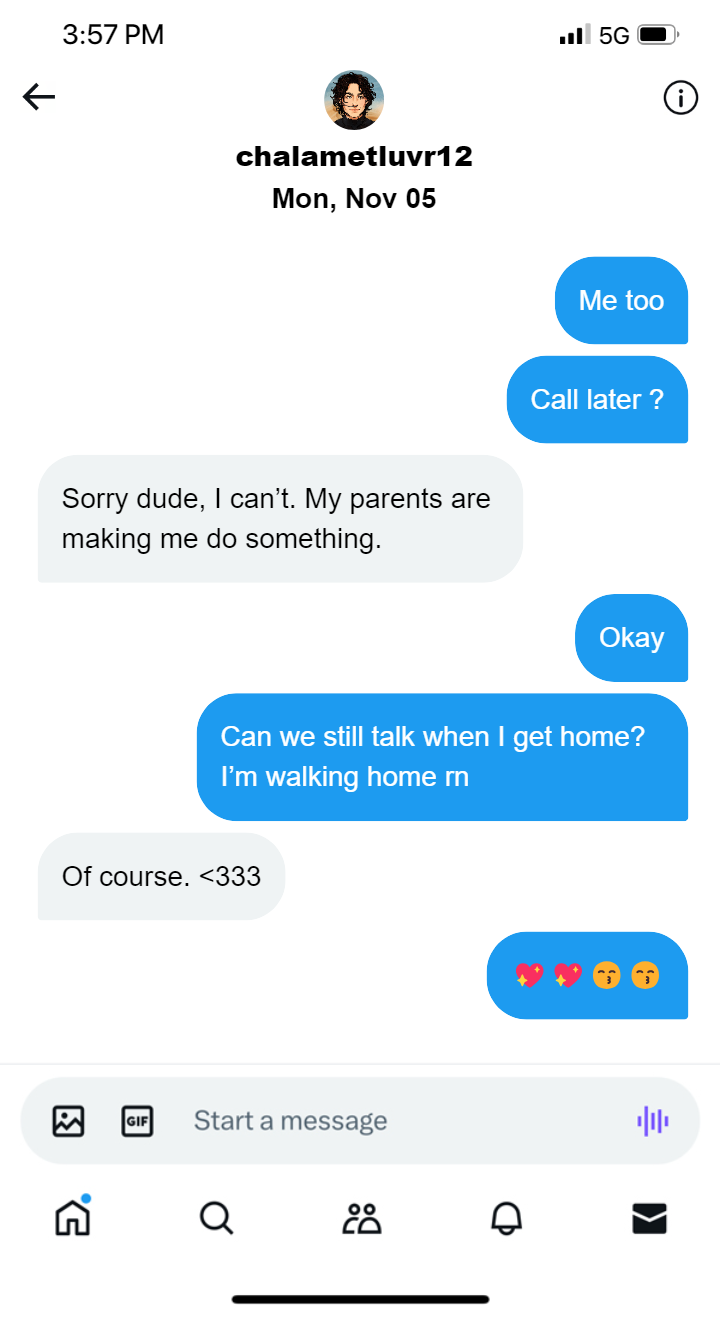 3:57 PM
5G
chalametluvr12
Mon, Nov 05
Me too
Call later ?
Sorry dude, I can’t. My parents are
making me do something.
Okay
Can we still talk when I get home?
I’m walking home rn
Of course. <333
💖 💖 😙 😙
GIF
Start a message